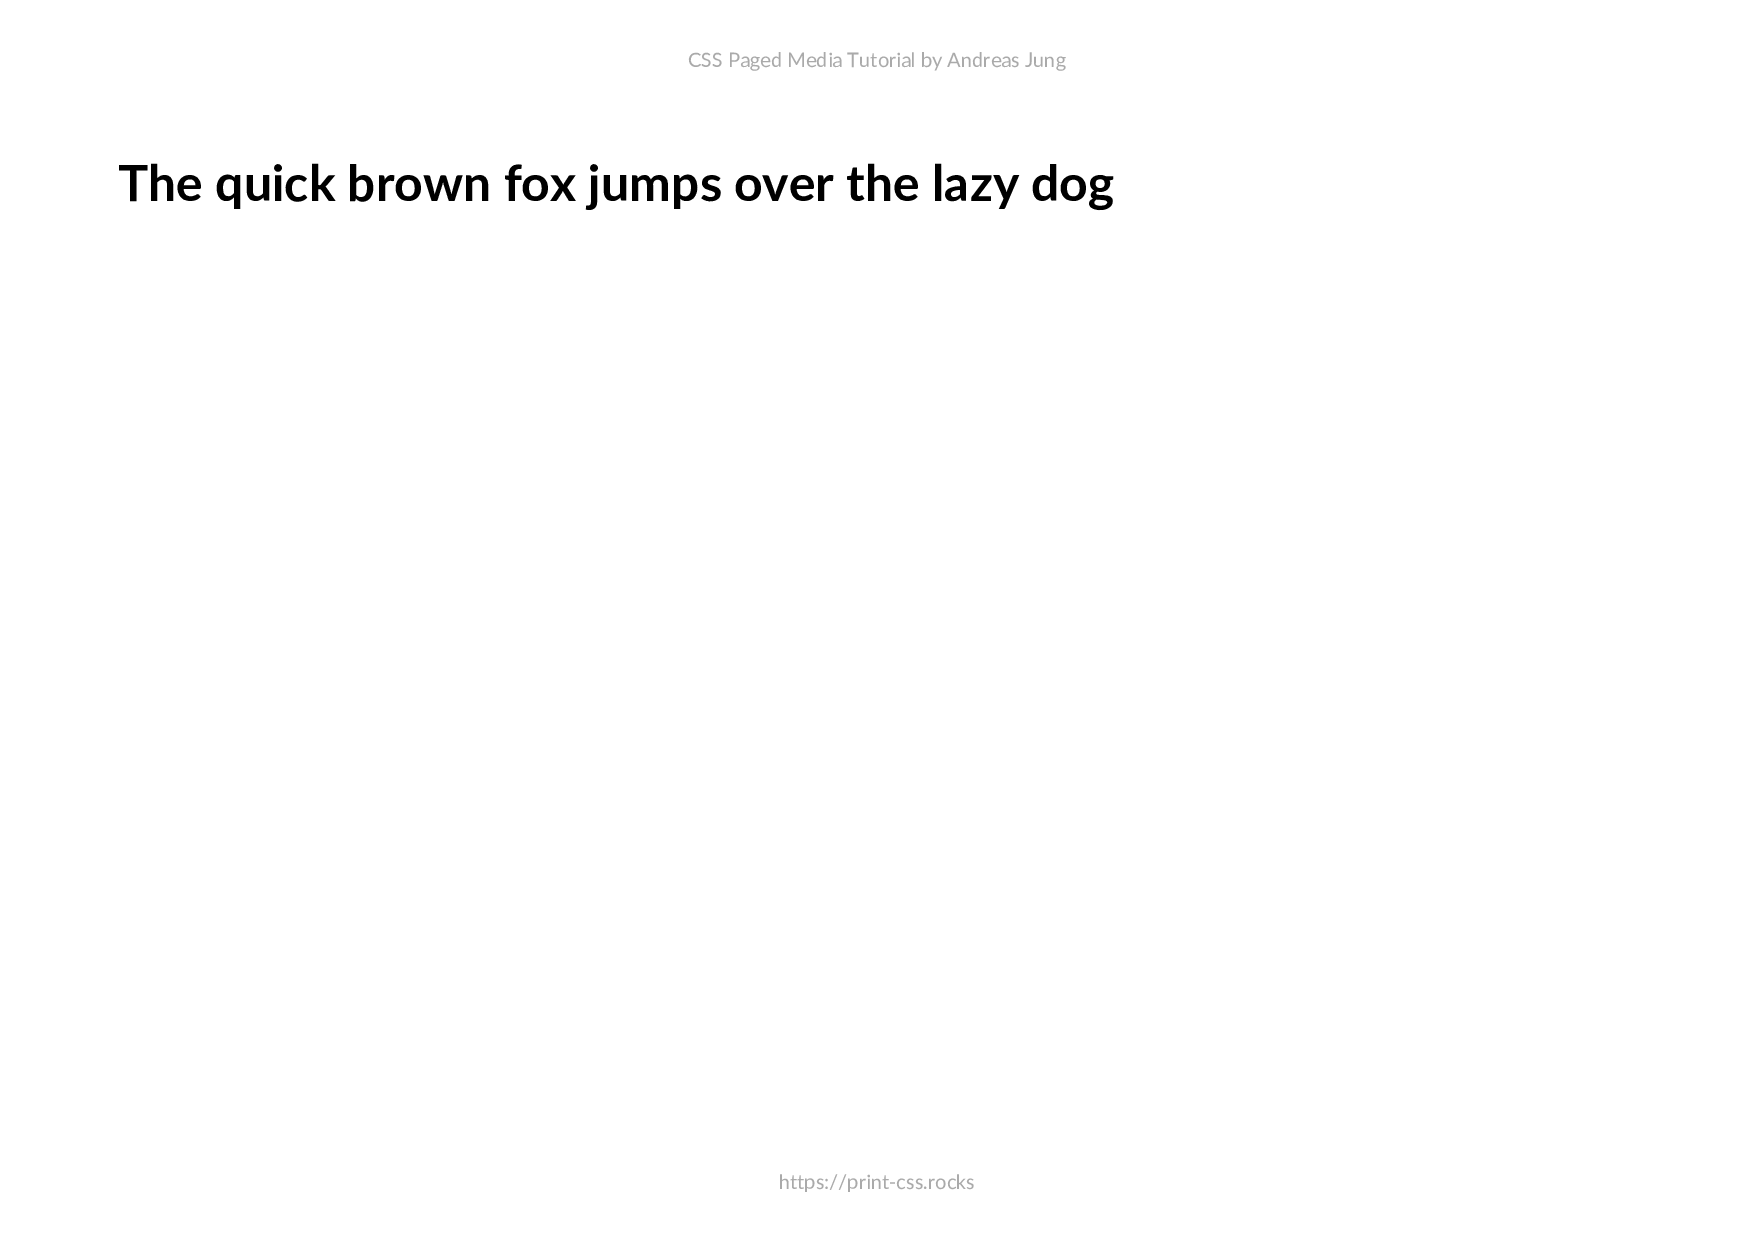 CSS Paged Media Tutorial by Andreas Jung
The quick brown fox jumps over the lazy dog
https://print-css.rocks